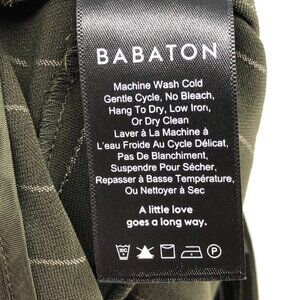 BABATON
Machine Wash Cold
Gentle Cycle, No Bleach,
Hang To Dry, Low Iron,
Or Dry Clean
Laver À La Machine À
L'eau Froide Au Cycle Délicat,
Pas De Blanchiment,
Suspendre Pour Sécher,
Repasser À Basse Température,
Ou Nettoyer À Sec
A little love
goes a long way.